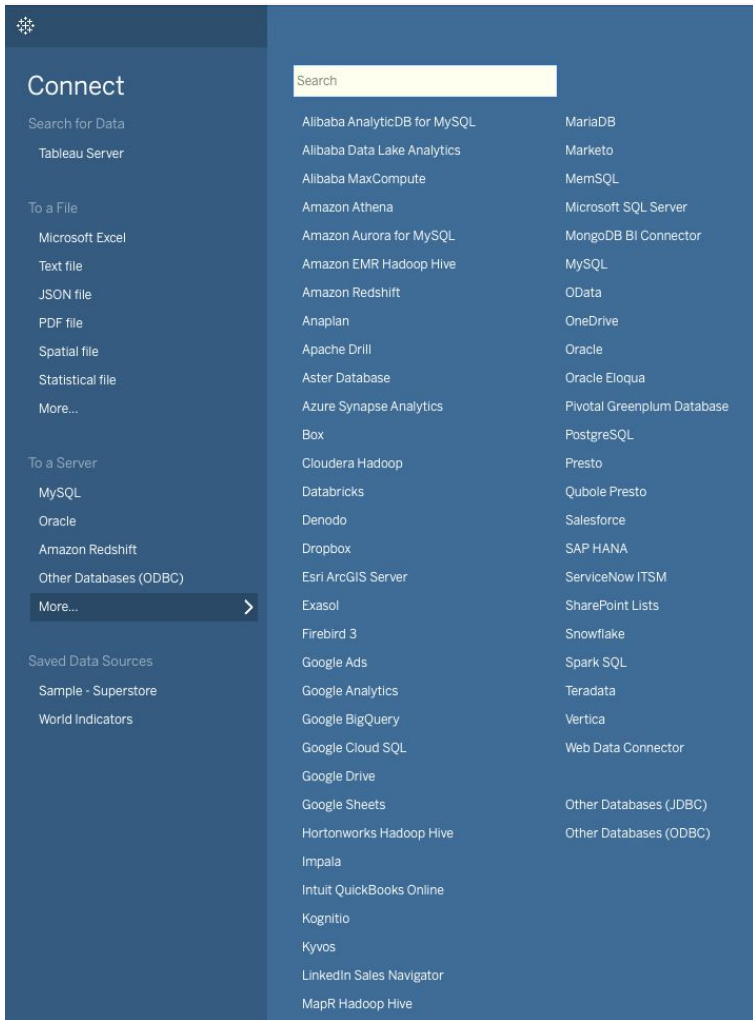 Connect
Search for Data
Tableau Server
To a File
Microsoft Excel
Text file
JSON file
PDF file
Spatial file
Statistical file
More...
To a Server
MySQL
Oracle
Amazon Redshift
Other Databases (ODBC)
More...
Saved Data Sources
Sample - Superstore
World Indicators
Search
Alibaba AnalyticDB for MySQL
Alibaba Data Lake Analytics
Alibaba MaxCompute
Amazon Athena
Amazon Aurora for MySQL
Amazon EMR Hadoop Hive
Amazon Redshift
Anaplan
Apache Drill
Aster Database
Azure Synapse Analytics
Box
Cloudera Hadoop
Databricks
Denodo
Dropbox
Esri ArcGIS Server
Exasol
Firebird 3
Google Ads
Google Analytics
Google BigQuery
Google Cloud SQL
Google Drive
Google Sheets
Hortonworks Hadoop Hive
Impala
Intuit QuickBooks Online
Kognitio
Kyvos
LinkedIn Sales Navigator
MapR Hadoop Hive
MariaDB
Marketo
MemSQL
Microsoft SQL Server
MongoDB BI Connector
MySQL
OData
OneDrive
Oracle
Oracle Eloqua
Pivotal Greenplum Database
PostgreSQL
Presto
Qubole Presto
Salesforce
SAP HANA
ServiceNow ITSM
SharePoint Lists
Snowflake
Spark SQL
Teradata
Vertica
Web Data Connector
Other Databases (JDBC)
Other Databases (ODBC)